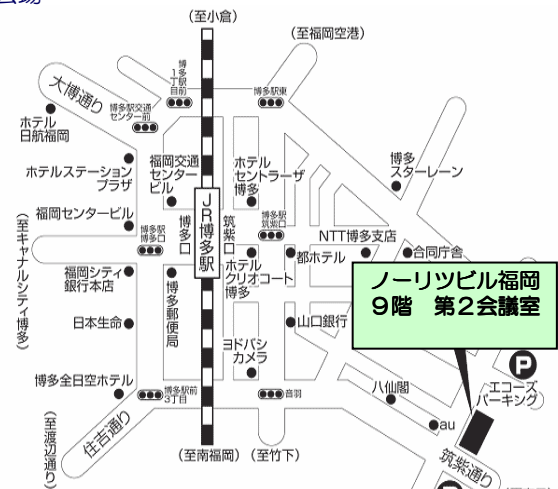 (至小倉)
(至福岡空港)
博多1丁目駅前
大博通り
博多駅交通
センター前
博多駅東
ホテル
日航福岡
ホテルステーション
プラザ
福岡交通
センター
ビル
ホテル
セントラーザ
博多
博多
スターレーン
福岡センタービル
博多駅
博多口
博多口
JR博多駅
筑紫口
博多駅
筑紫口
NTT博多支店
合同庁舎
(至キャナルシティ博多)
福岡シティ
銀行本店
博多郵便局
ホテル
クリオコート
博多
都ホテル
ノーリツビル福岡
9階 第2会議室
日本生命
山口銀行
ヨドバシ
カメラ
P
エコーズ
パーキング
博多全日空ホテル
博多駅前
3丁目
音羽
八仙閣
au
住吉通り
(至渡辺通り)
(至南福岡)
(至竹下)
筑紫通り